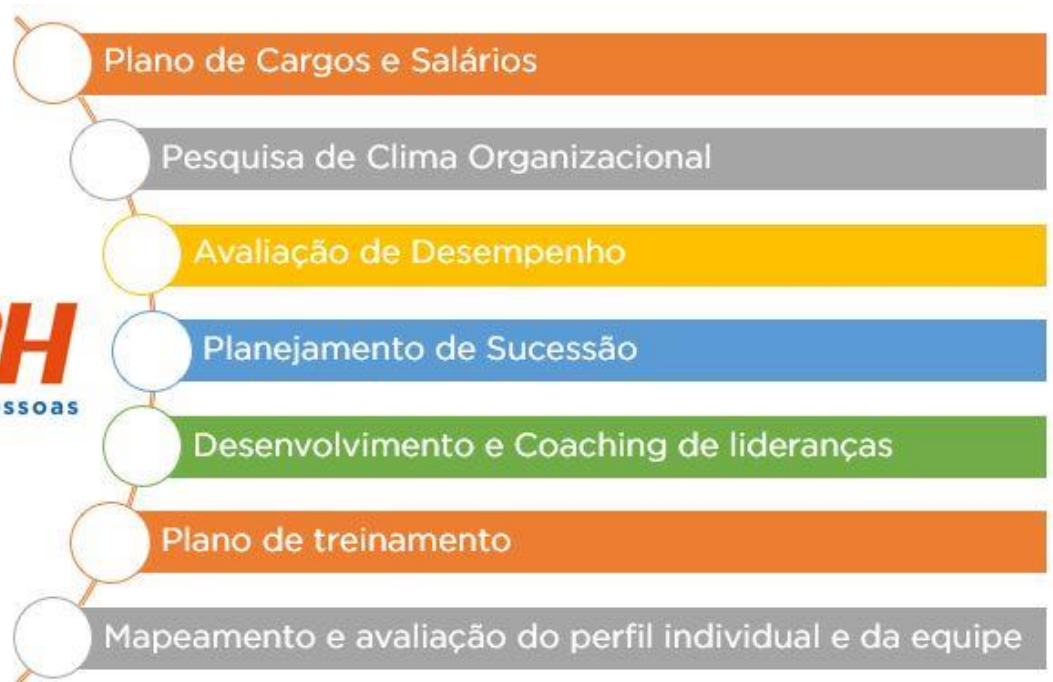 Plano de Cargos e Salários
Pesquisa de Clima Organizacional
Avaliação de Desempenho
Planejamento de Sucessão
Desenvolvimento e Coaching de lideranças
Plano de treinamento
Mapeamento e avaliação do perfil individual e da equipe